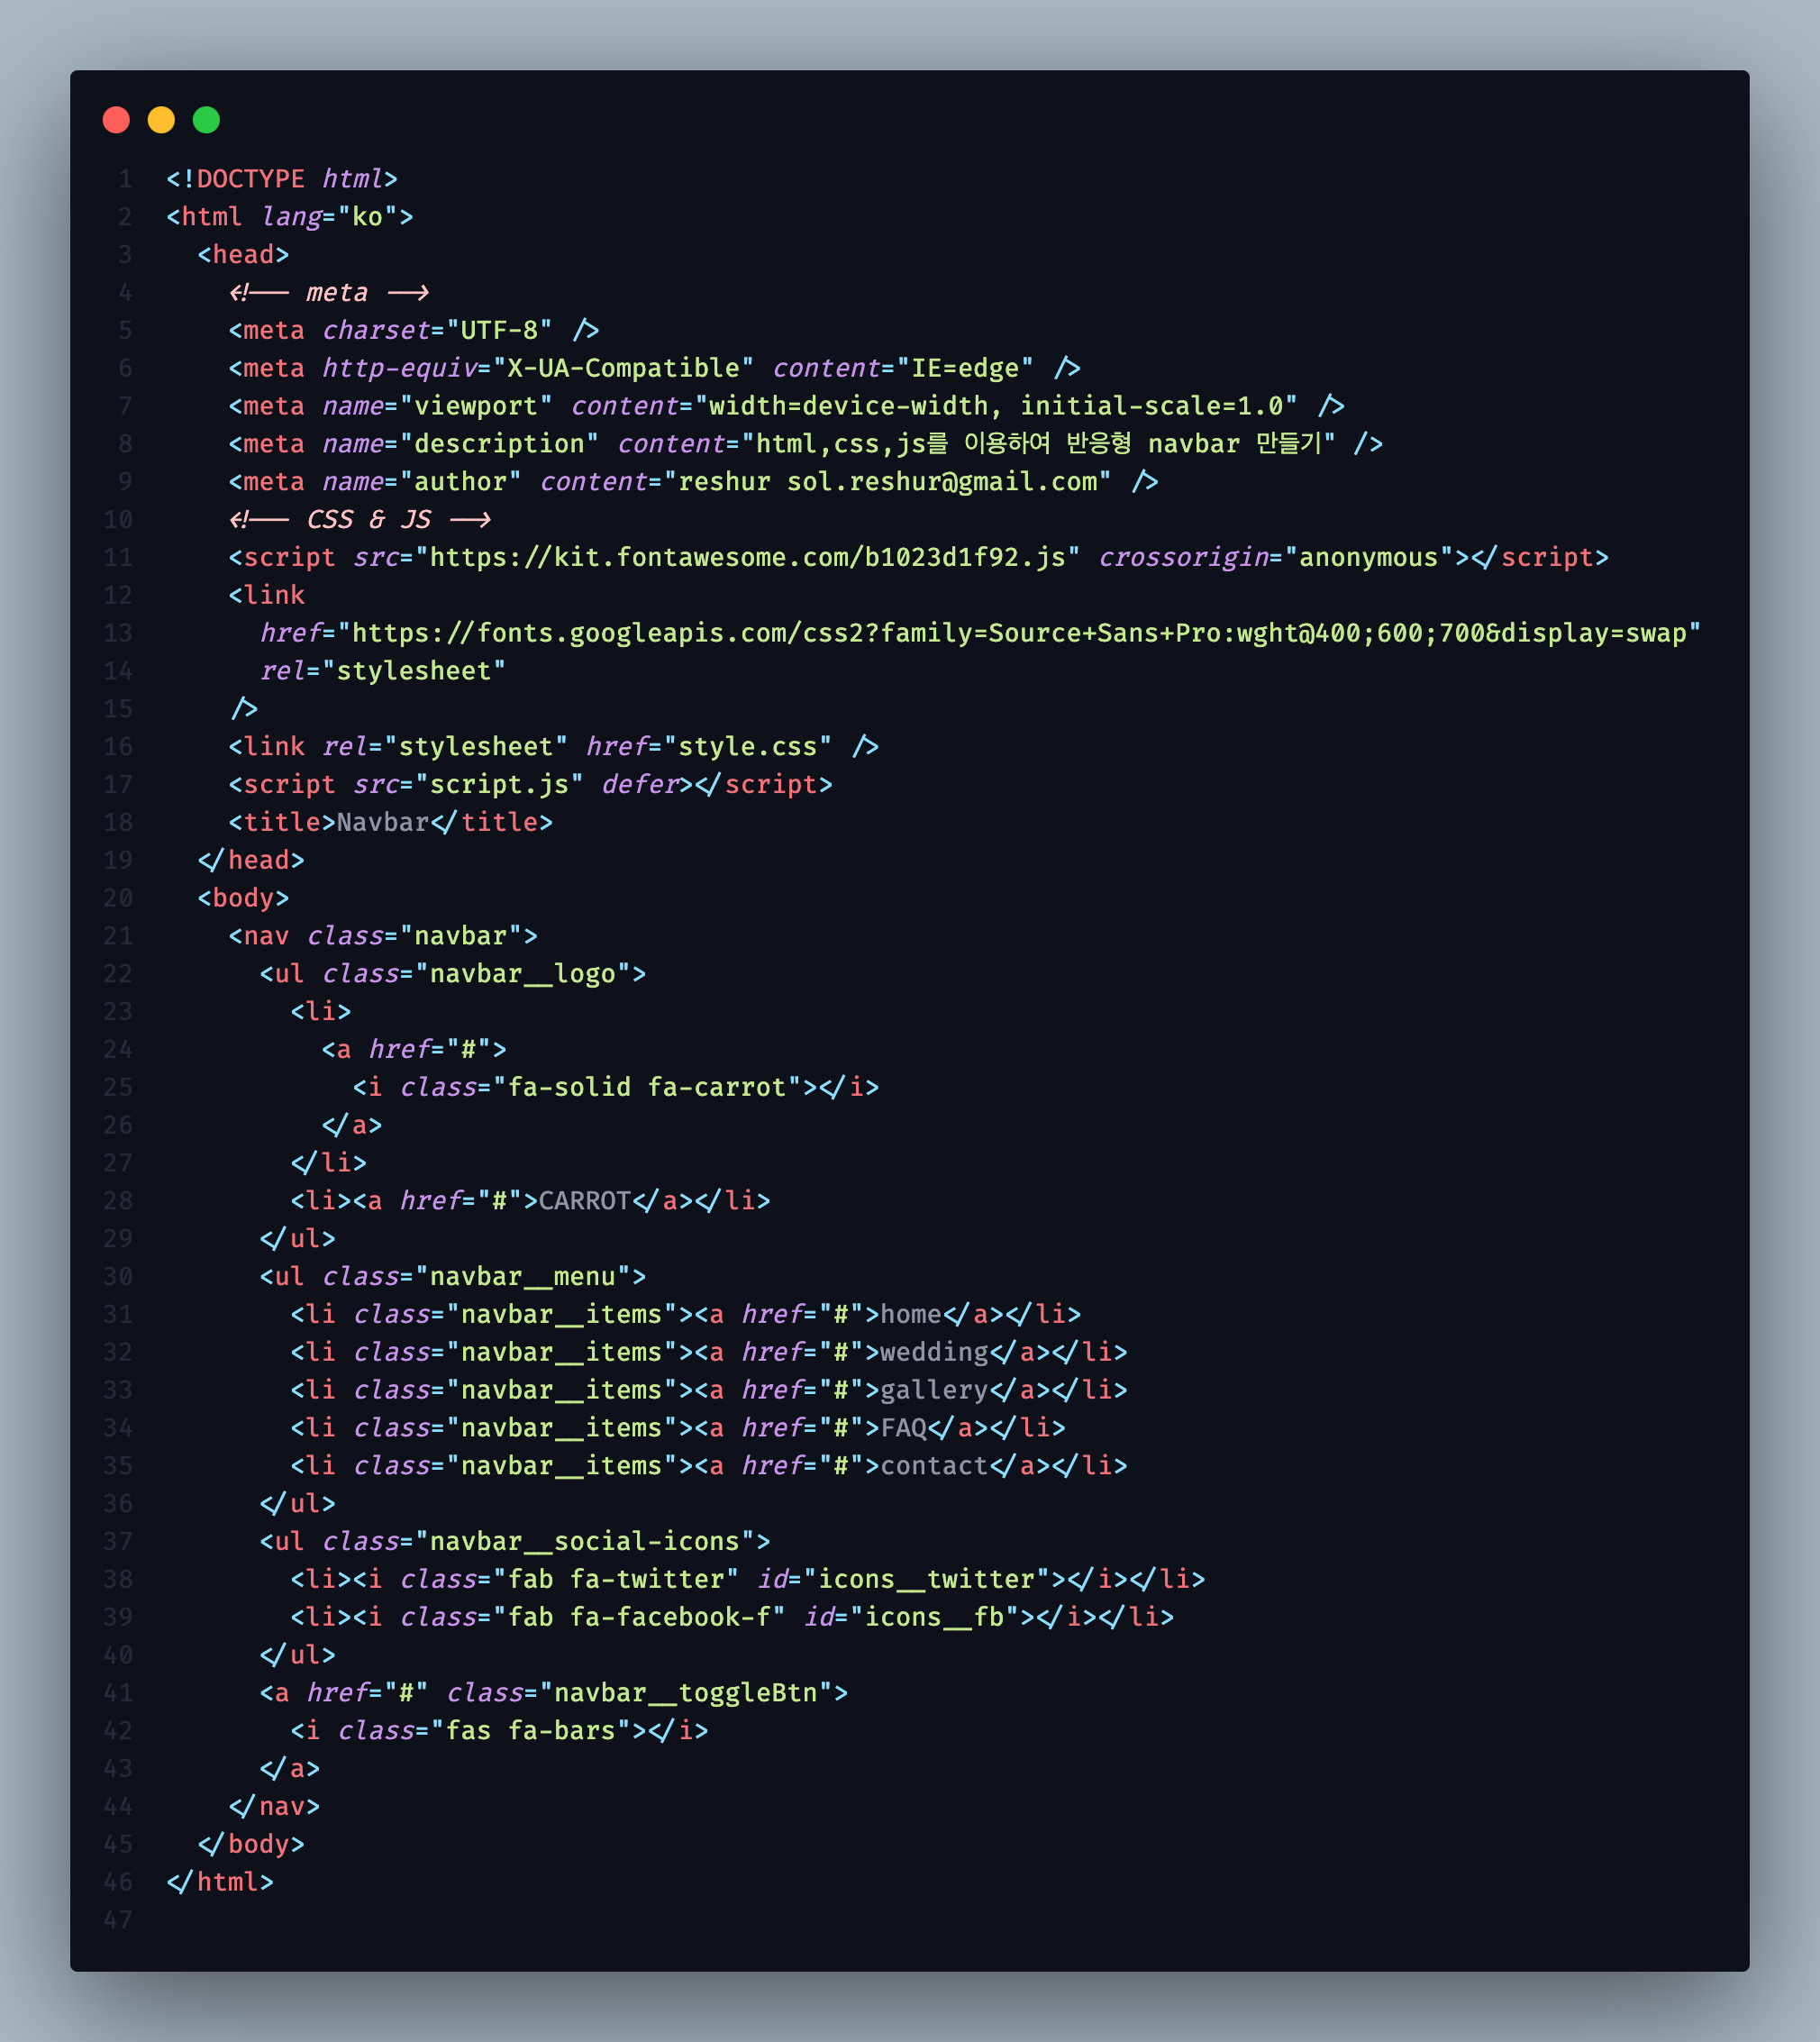 1 <!DOCTYPE html>
2 <html lang="ko">
3   <head>
4     <!-- meta -->
5     <meta charset="UTF-8" />
6     <meta http-equiv="X-UA-Compatible" content="IE=edge" />
7     <meta name="viewport" content="width=device-width, initial-scale=1.0" />
8     <meta name="description" content="html,css,js를 이용하여 반응형 navbar 만들기" />
9     <meta name="author" content="reshur sol.reshur@gmail.com" />
10     <!-- CSS & JS -->
11     <script src="https://kit.fontawesome.com/b1023d1f92.js" crossorigin="anonymous"></script>
12     <link
13       href="https://fonts.googleapis.com/css2?family=Source+Sans+Pro:wght@400;600;700&display=swap"
14       rel="stylesheet"
15     />
16     <link rel="stylesheet" href="style.css" />
17     <script src="script.js" defer></script>
18     <title>Navbar</title>
19   </head>
20   <body>
21     <nav class="navbar">
22       <ul class="navbar__logo">
23         <li>
24           <a href="#">
25             <i class="fa-solid fa-carrot"></i>
26           </a>
27         </li>
28         <li><a href="#">CARROT</a></li>
29       </ul>
30       <ul class="navbar__menu">
31         <li class="navbar__items"><a href="#">home</a></li>
32         <li class="navbar__items"><a href="#">wedding</a></li>
33         <li class="navbar__items"><a href="#">gallery</a></li>
34         <li class="navbar__items"><a href="#">FAQ</a></li>
35         <li class="navbar__items"><a href="#">contact</a></li>
36       </ul>
37       <ul class="navbar__social-icons">
38         <li><i class="fab fa-twitter" id="icons__twitter"></i></li>
39         <li><i class="fab fa-facebook-f" id="icons__fb"></i></li>
40       </ul>
41       <a href="#" class="navbar__toggleBtn">
42         <i class="fas fa-bars"></i>
43       </a>
44     </nav>
45   </body>
46 </html>
47